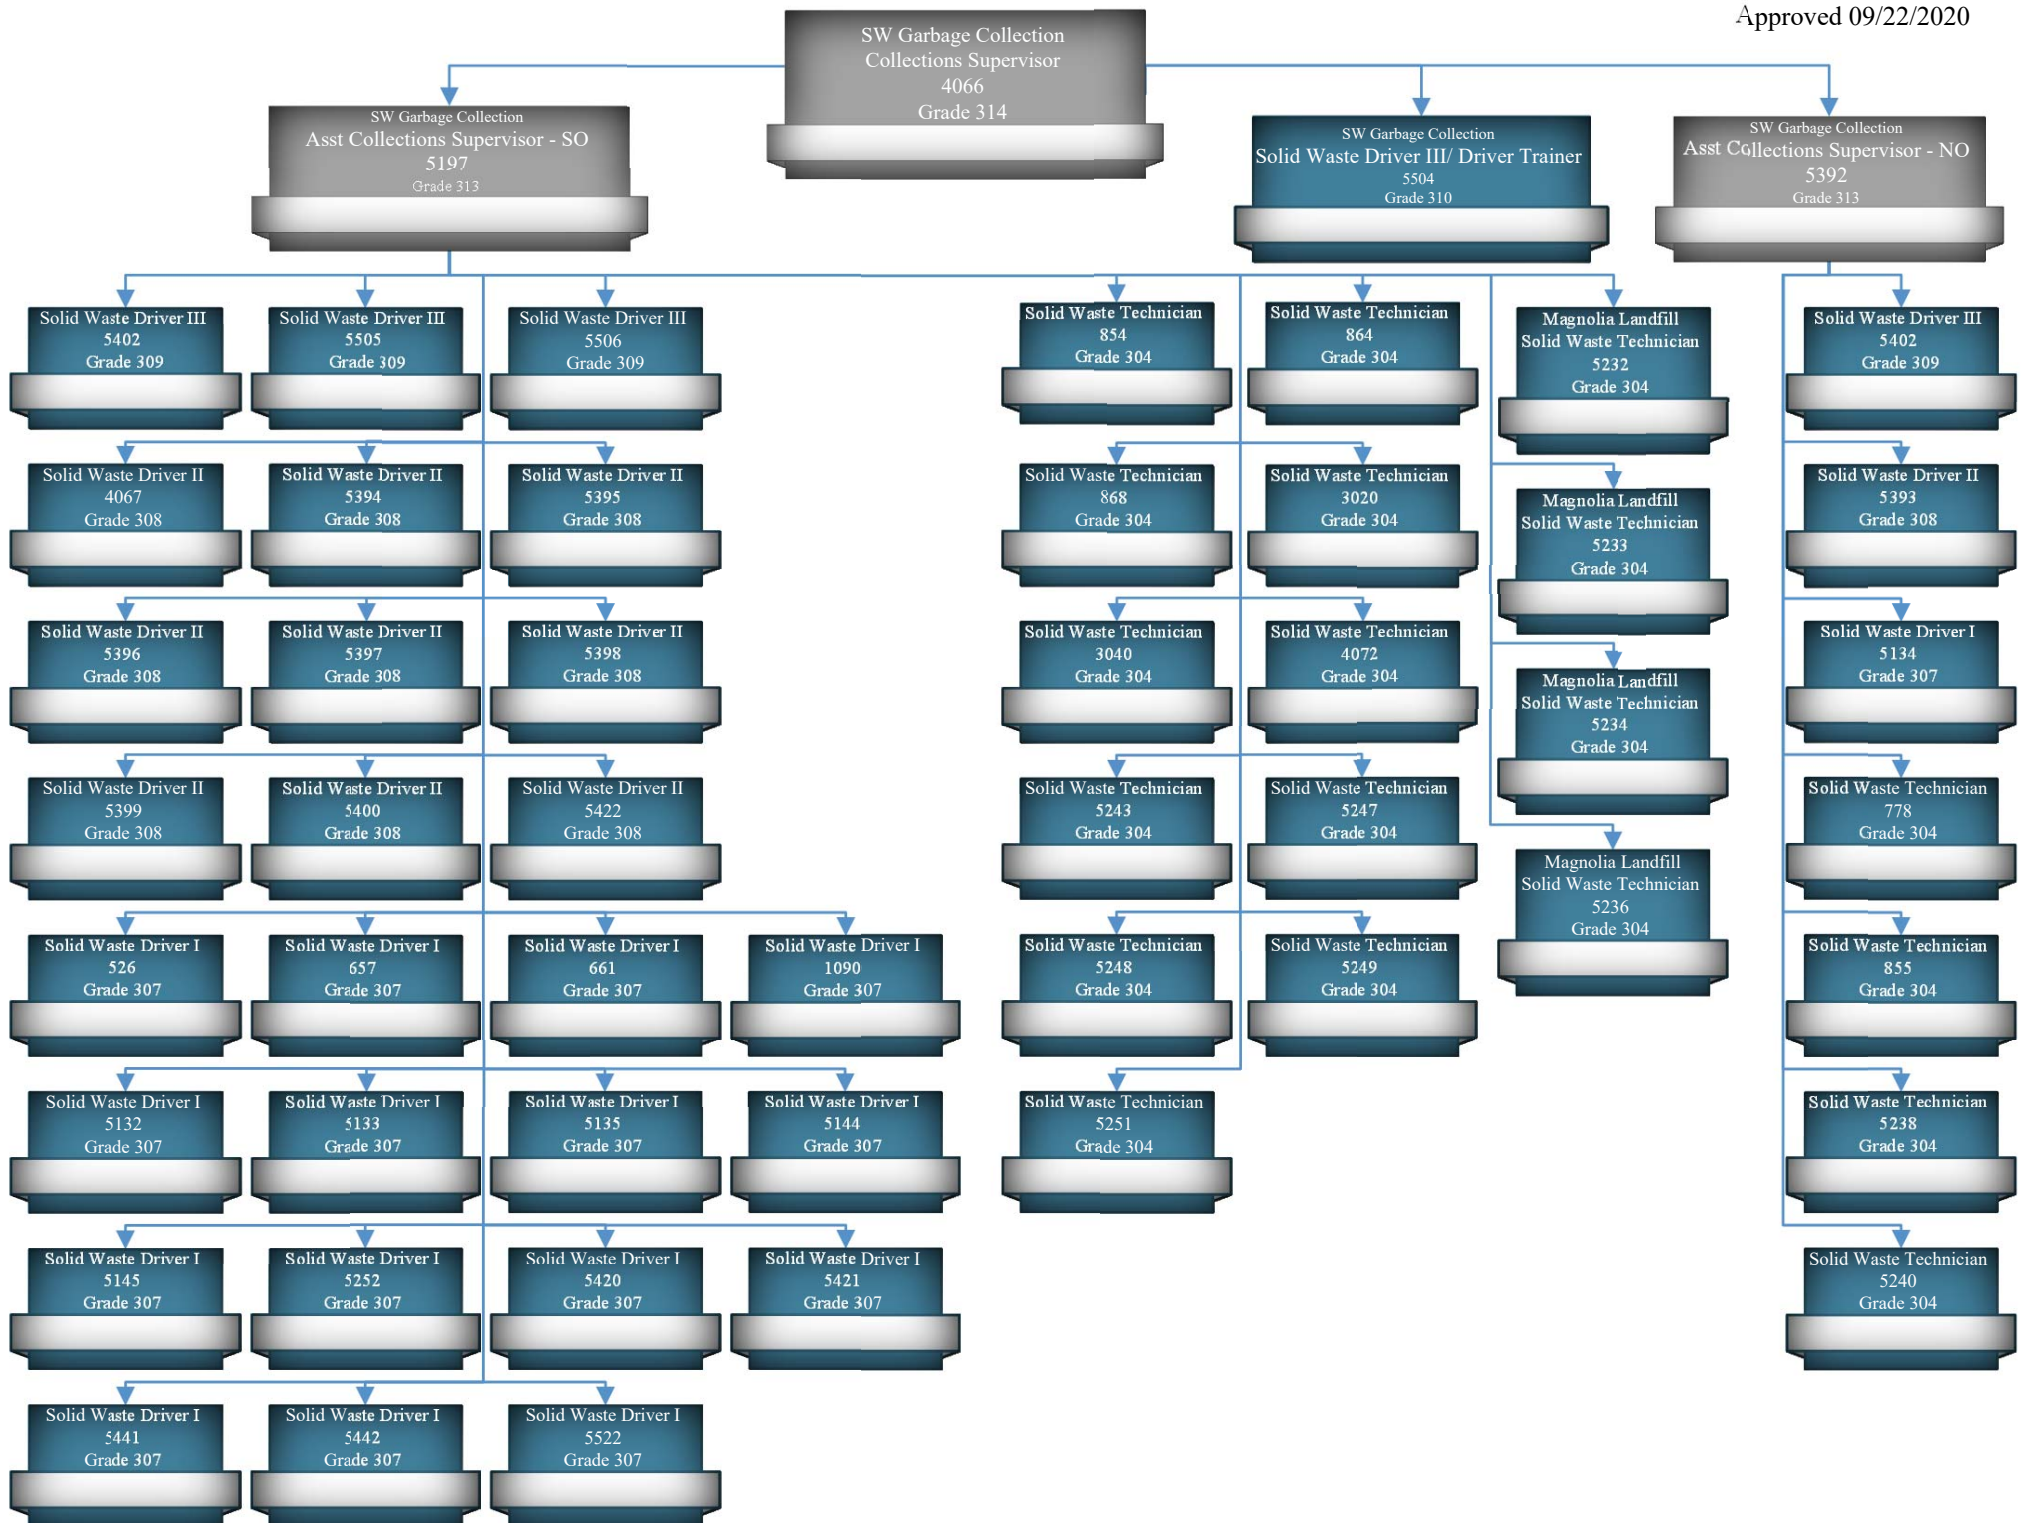 Approved 09/22/2020
SW Garbage Collection
Collections Supervisor
4066
Grade 314
SW Garbage Collection
Asst Collections Supervisor - SO
5197
Grade 313
SW Garbage Collection
Solid Waste Driver III/ Driver Trainer
5504
Grade 310
SW Garbage Collection
Asst Collections Supervisor - NO
5392
Grade 313
Solid Waste Driver III
5402
Grade 309
Solid Waste Driver III
5505
Grade 309
Solid Waste Driver III
5506
Grade 309
Solid Waste Driver II
4067
Grade 308
Solid Waste Driver II
5394
Grade 308
Solid Waste Driver II
5395
Grade 308
Solid Waste Driver II
5396
Grade 308
Solid Waste Driver II
5397
Grade 308
Solid Waste Driver II
5398
Grade 308
Solid Waste Driver II
5399
Grade 308
Solid Waste Driver II
5400
Grade 308
Solid Waste Driver II
5422
Grade 308
Solid Waste Driver I
526
Grade 307
Solid Waste Driver I
657
Grade 307
Solid Waste Driver I
661
Grade 307
Solid Waste Driver I
1090
Grade 307
Solid Waste Driver I
5132
Grade 307
Solid Waste Driver I
5133
Grade 307
Solid Waste Driver I
5135
Grade 307
Solid Waste Driver I
5144
Grade 307
Solid Waste Driver I
5145
Grade 307
Solid Waste Driver I
5252
Grade 307
Solid Waste Driver I
5420
Grade 307
Solid Waste Driver I
5421
Grade 307
Solid Waste Driver I
5441
Grade 307
Solid Waste Driver I
5442
Grade 307
Solid Waste Driver I
5522
Grade 307
Solid Waste Technician
854
Grade 304
Solid Waste Technician
864
Grade 304
Solid Waste Technician
868
Grade 304
Solid Waste Technician
3020
Grade 304
Solid Waste Technician
3040
Grade 304
Solid Waste Technician
4072
Grade 304
Solid Waste Technician
5243
Grade 304
Solid Waste Technician
5247
Grade 304
Solid Waste Technician
5248
Grade 304
Solid Waste Technician
5249
Grade 304
Solid Waste Technician
5251
Grade 304
Magnolia Landfill
Solid Waste Technician
5232
Grade 304
Magnolia Landfill
Solid Waste Technician
5233
Grade 304
Magnolia Landfill
Solid Waste Technician
5234
Grade 304
Magnolia Landfill
Solid Waste Technician
5236
Grade 304
Solid Waste Driver III
5402
Grade 309
Solid Waste Driver II
5393
Grade 308
Solid Waste Driver I
5134
Grade 307
Solid Waste Technician
778
Grade 304
Solid Waste Technician
855
Grade 304
Solid Waste Technician
5238
Grade 304
Solid Waste Technician
5240
Grade 304